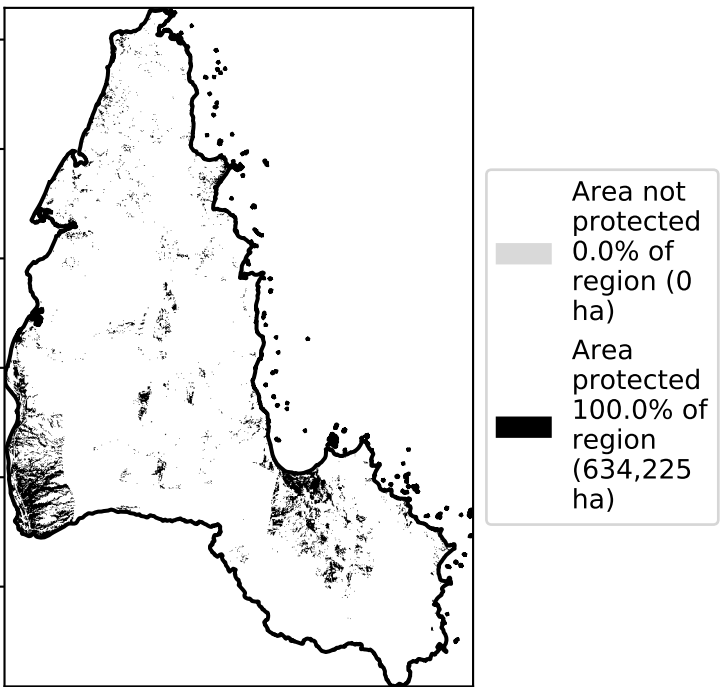 Area not
protected
0.0% of
region (0
ha)
Area
protected
100.0% of
region
(634,225
ha)